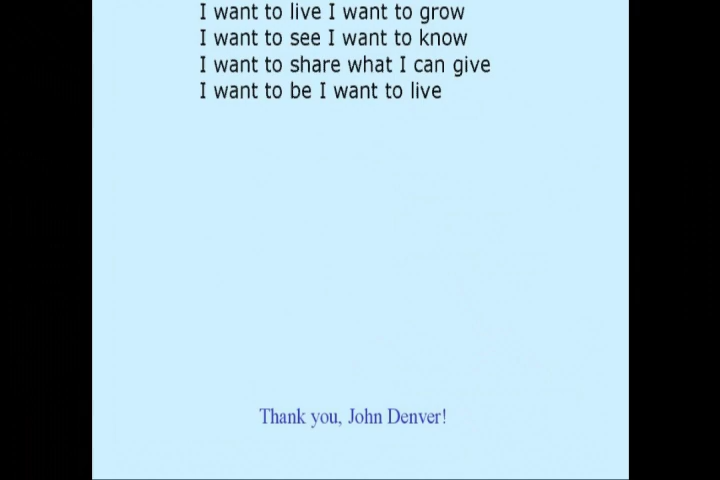 I want to live I want to grow
I want to see I want to know
I want to share what I can give
I want to be I want to live
Thank you, John Denver!